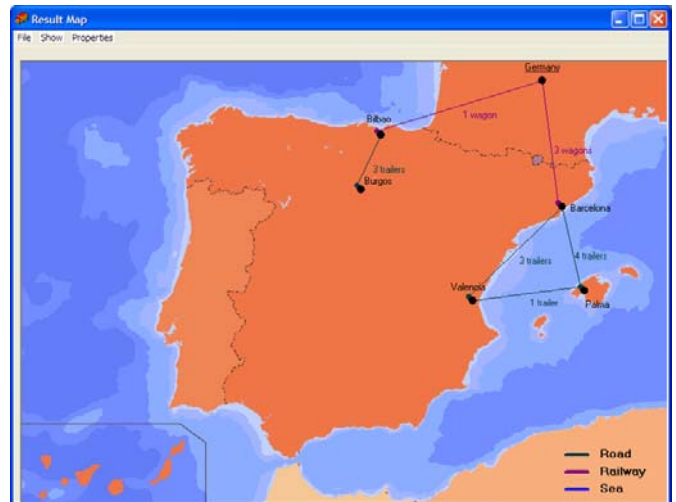 Result Map
File Show Properties
Germany
1 wagon
Bilbao
3 wagons
3 trailers
Burgos
Barcelona
3 trailers
4 trailers
Valencia
1 trailer
Palma
Road
Railway
Sea